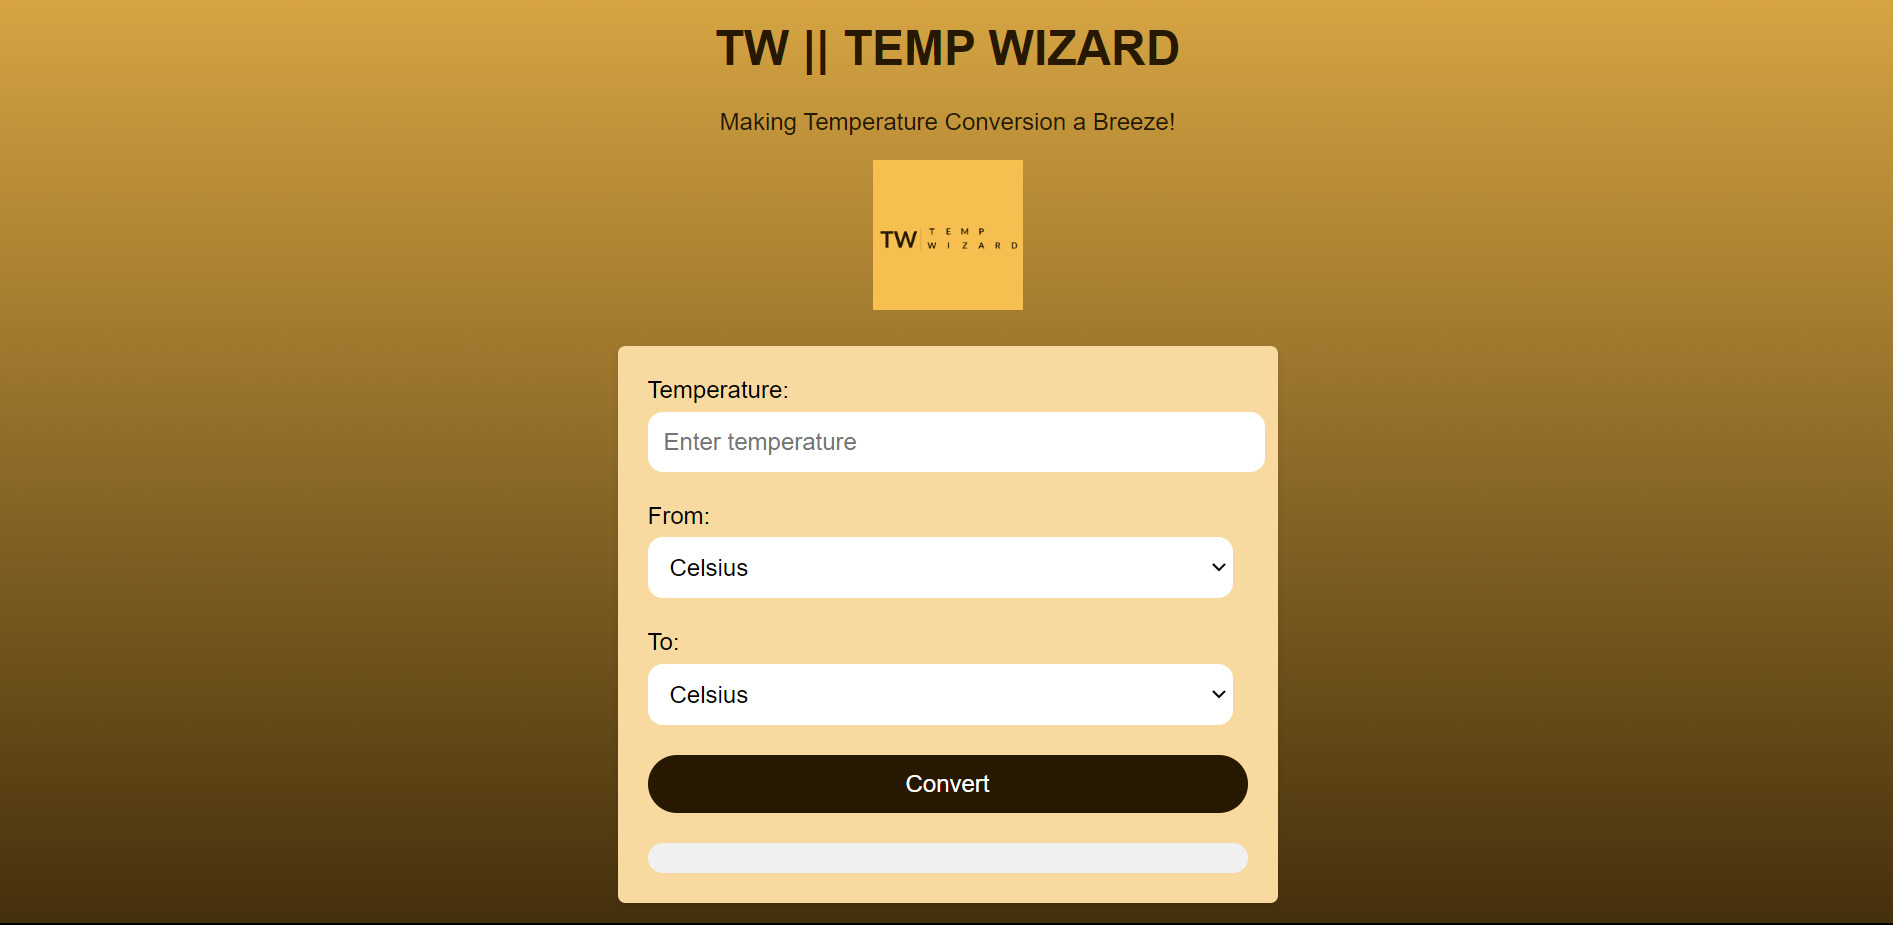 TW || TEMP WIZARD
Making Temperature Conversion a Breeze!
TW | TEMP
WIZARD
Temperature:
Enter temperature
From:
Celsius
To:
Celsius
Convert